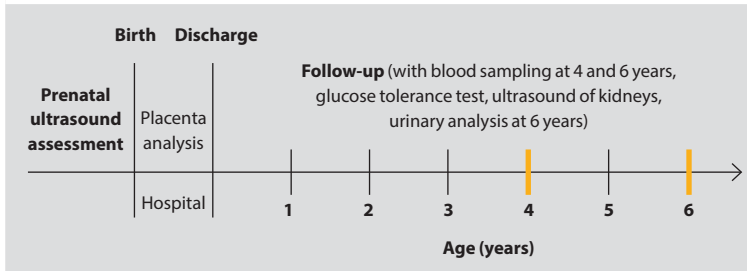 Birth Discharge
Follow-up (with blood sampling at 4 and 6 years,
glucose tolerance test, ultrasound of kidneys,
urinary analysis at 6 years)
Prenatal
ultrasound
assessment
Placenta
analysis
Hospital
1 2 3 4 5 6
Age (years)